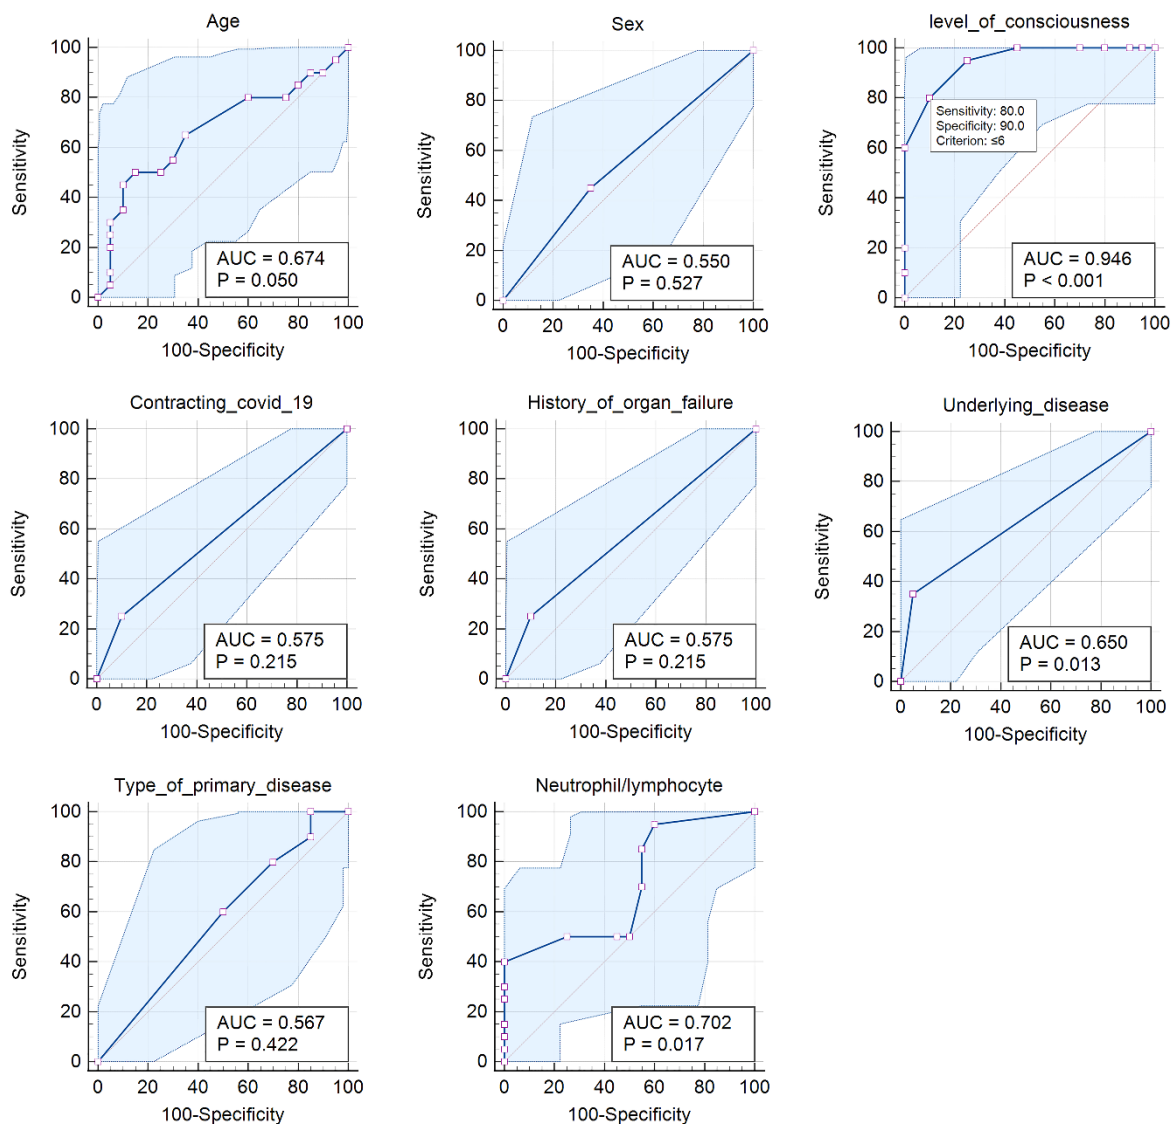 Age
100
80
60
40
20
0
Sensitivity
AUC = 0.674
P = 0.050
0 20 40 60 80 100
100-Specificity
Sex
100
80
60
40
20
0
Sensitivity
AUC = 0.550
P = 0.527
0 20 40 60 80 100
100-Specificity
level_of_consciousness
100
80
60
40
20
0
Sensitivity
Sensitivity: 80.0
Specificity: 90.0
Criterion: ≤6
AUC = 0.946
P < 0.001
0 20 40 60 80 100
100-Specificity
Contracting_covid_19
100
80
60
40
20
0
Sensitivity
AUC = 0.575
P = 0.215
0 20 40 60 80 100
100-Specificity
History_of_organ_failure
100
80
60
40
20
0
Sensitivity
AUC = 0.575
P = 0.215
0 20 40 60 80 100
100-Specificity
Underlying_disease
100
80
60
40
20
0
Sensitivity
AUC = 0.650
P = 0.013
0 20 40 60 80 100
100-Specificity
Type_of_primary_disease
100
80
60
40
20
0
Sensitivity
AUC = 0.567
P = 0.422
0 20 40 60 80 100
100-Specificity
Neutrophil/lymphocyte
100
80
60
40
20
0
Sensitivity
AUC = 0.702
P = 0.017
0 20 40 60 80 100
100-Specificity